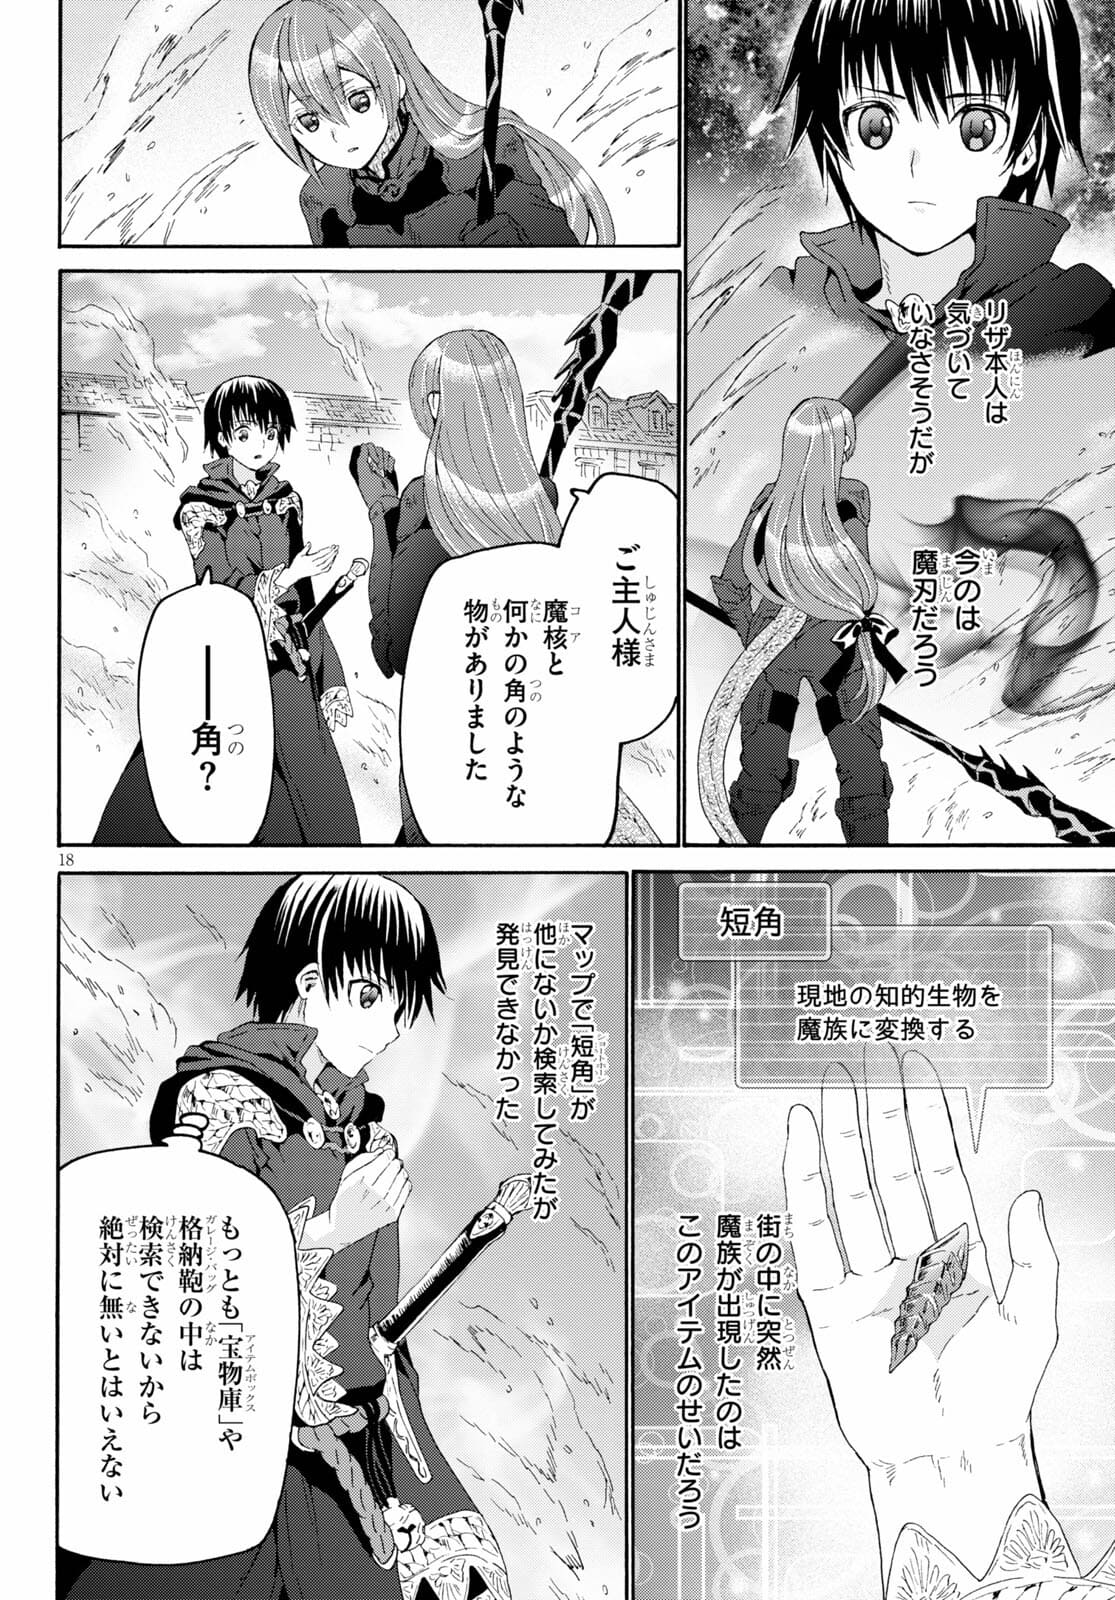 リザ本人は
気づいて
いなさそうだが
今のは
魔刃だろう
ご主人様
魔核と
何かの角のような
物がありました
――角？
18
短角
現地の知的生物を
魔族に変換する
街の中に突然
魔族が出現したのは
このアイテムのせいだろう
マップで「短角」が
他にないか検索してみたが
発見できなかった
もっとも「宝物庫」や
格納鞄の中は
検索できないから
絶対に無いとはいえない